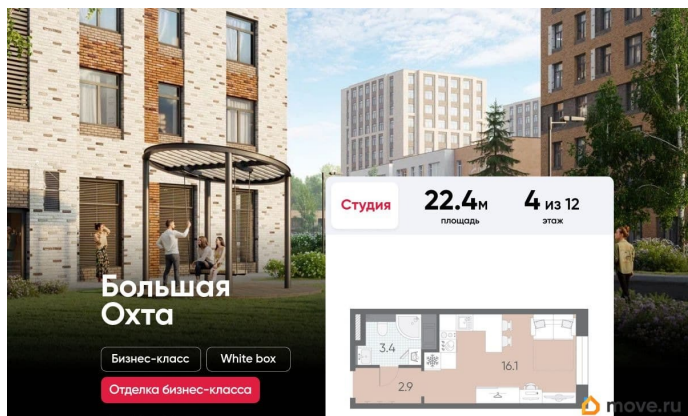 Студия
22.4м
площадь
4 из 12
этаж
Большая
Охта
Бизнес-класс
White box
Отделка бизнес-класса
3.4
2.9
16.1
move.ru